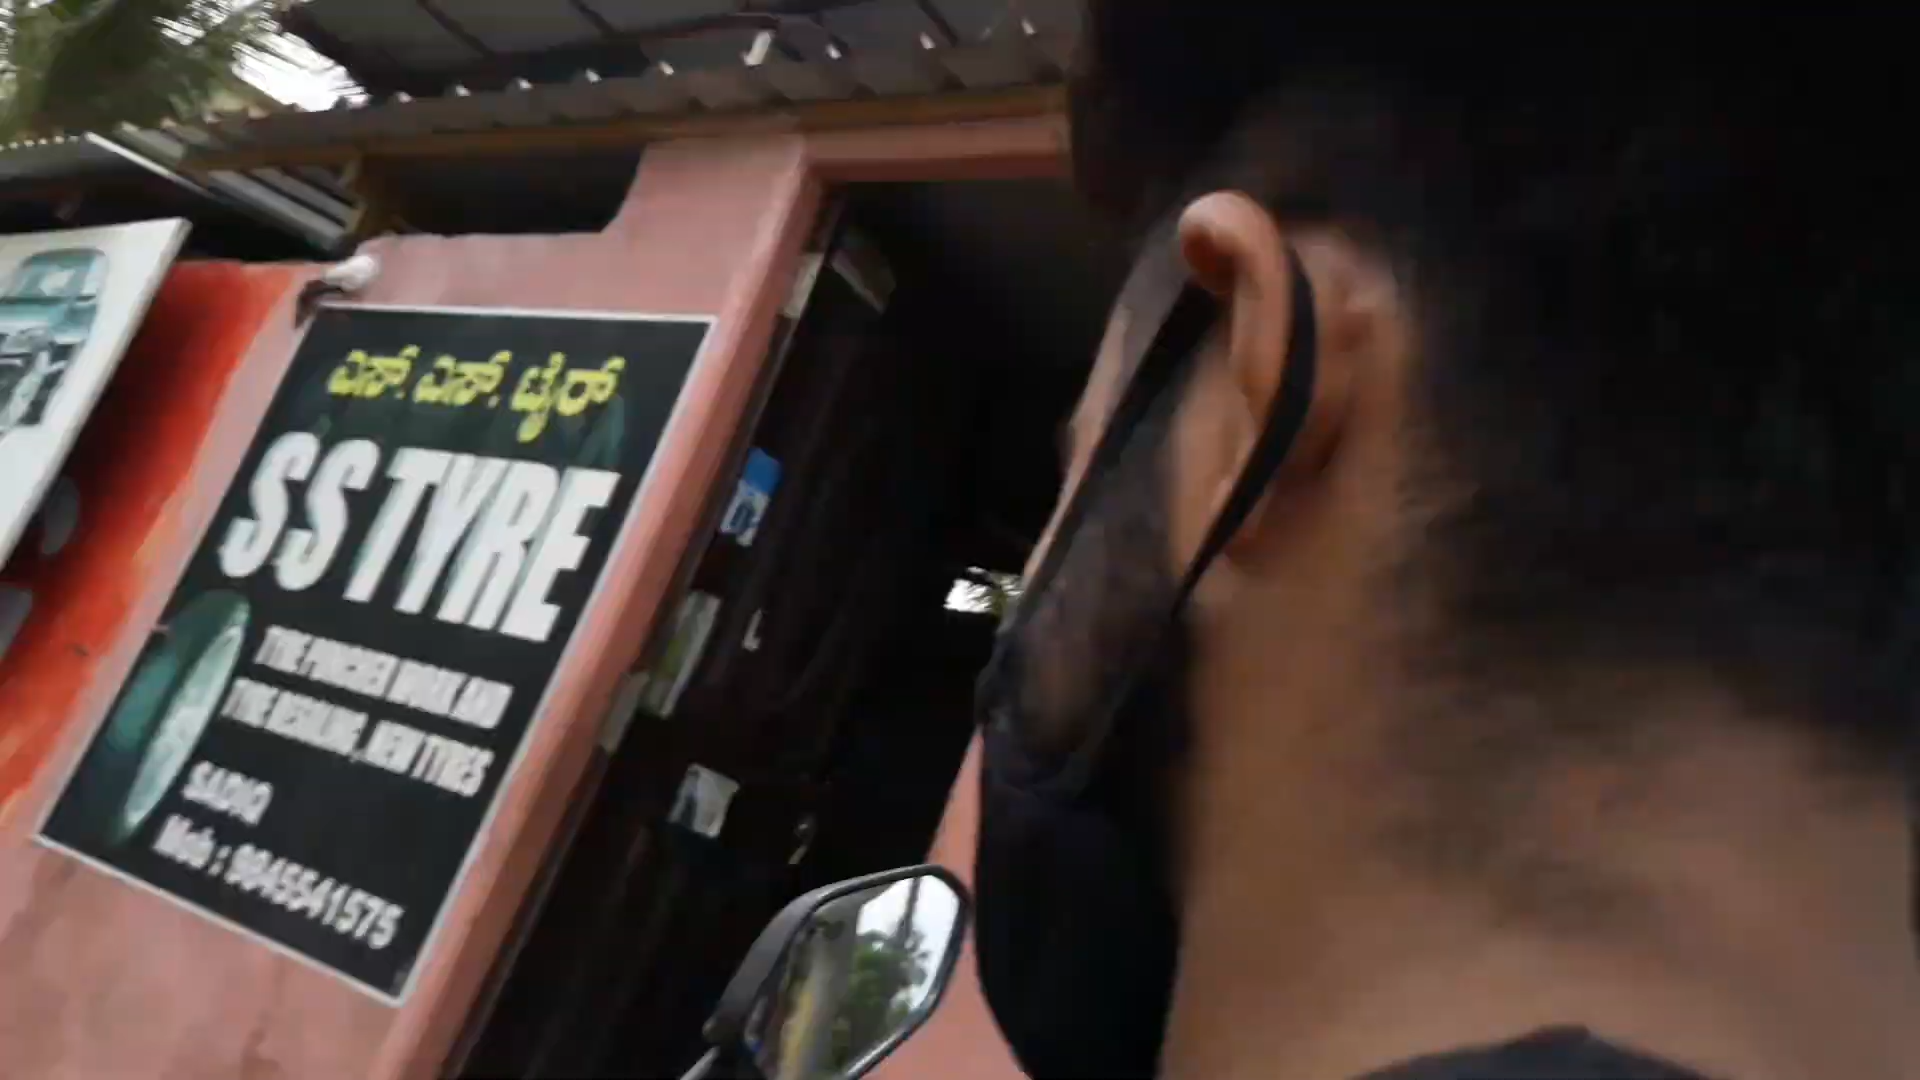 ಎಸ್. ಎಸ್. ಟೈರ್
SS TYRE
TYRE PUNCHER WORK AND
TYRE RESOLING, NEW TYRES
SADIQ
Mob : 9845541575